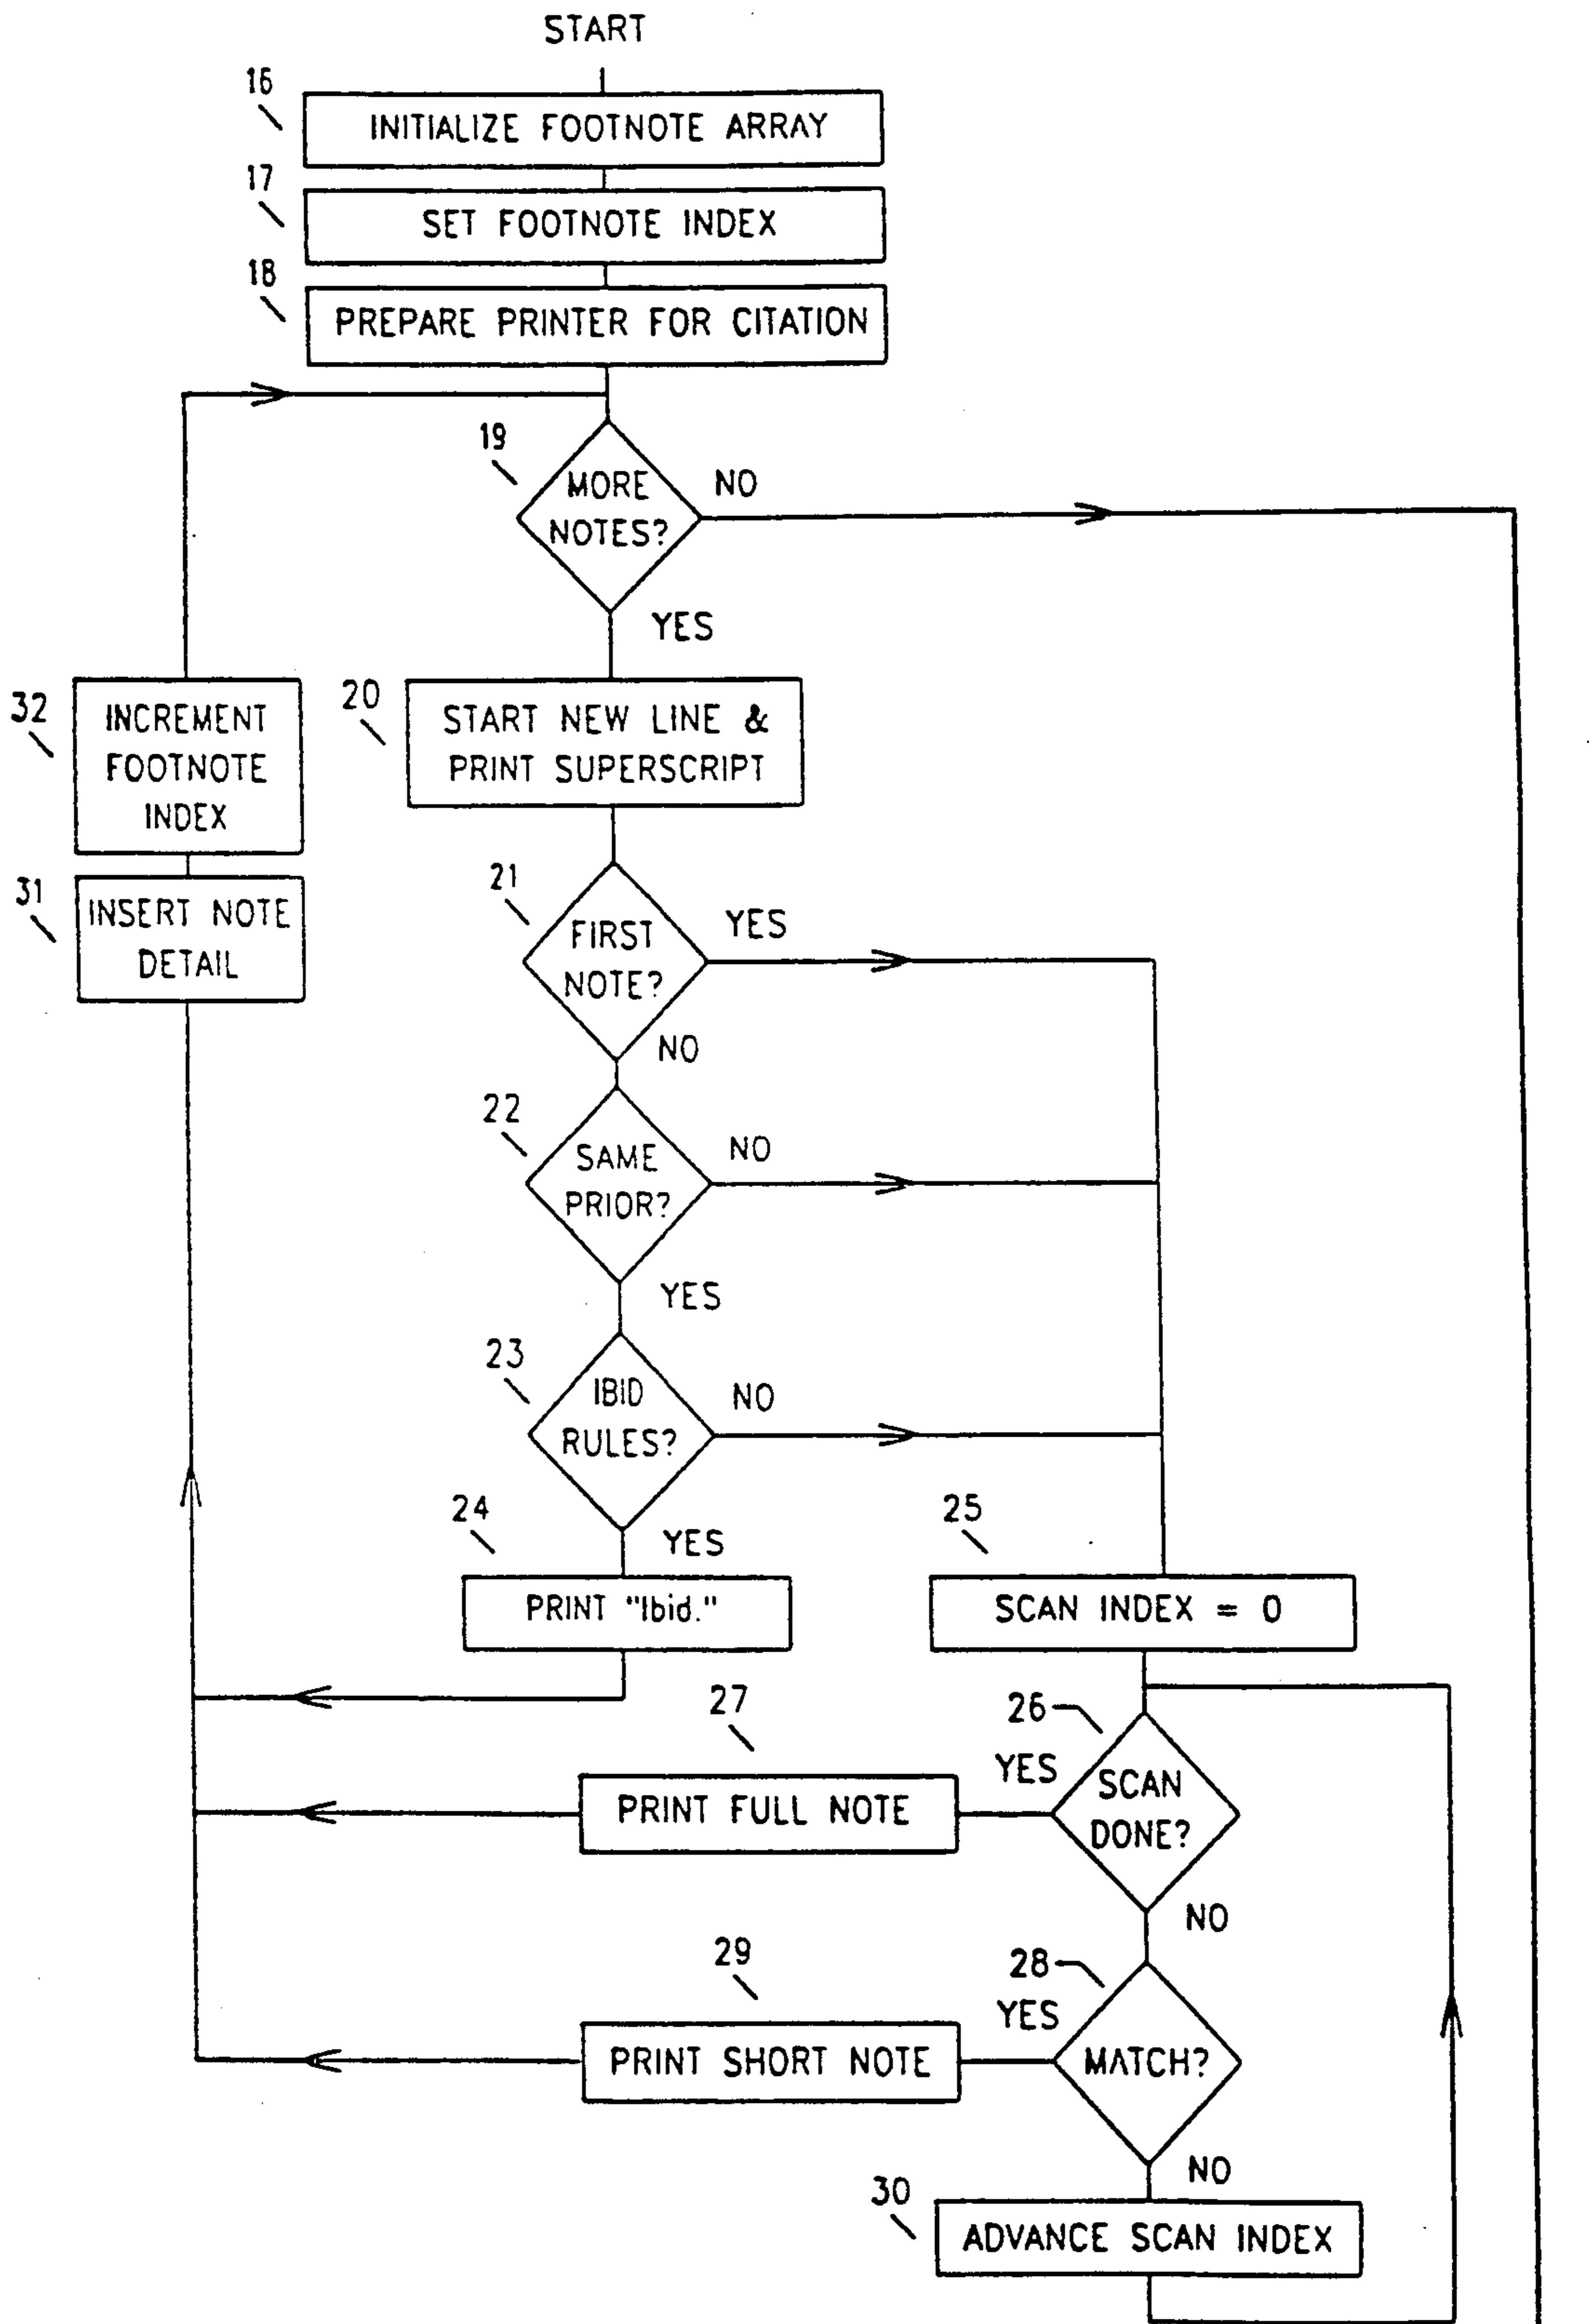 START
16
INITIALIZE FOOTNOTE ARRAY
17
SET FOOTNOTE INDEX
18
PREPARE PRINTER FOR CITATION
19
MORE
NOTES?
NO
YES
32
INCREMENT
FOOTNOTE
INDEX
20
START NEW LINE &
PRINT SUPERSCRIPT
31
INSERT NOTE
DETAIL
21
FIRST
NOTE?
YES
NO
22
SAME
PRIOR?
NO
YES
23
IBID
RULES?
NO
YES
24
PRINT "Ibid."
25
SCAN INDEX = 0
26
SCAN
DONE?
YES
27
PRINT FULL NOTE
NO
28
MATCH?
YES
29
PRINT SHORT NOTE
NO
30
ADVANCE SCAN INDEX